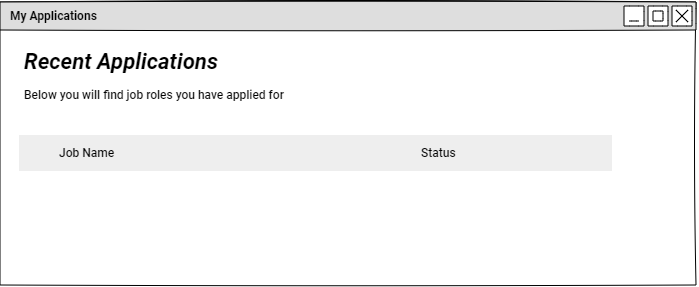 My Applications
Recent Applications
Below you will find job roles you have applied for
Job Name Status